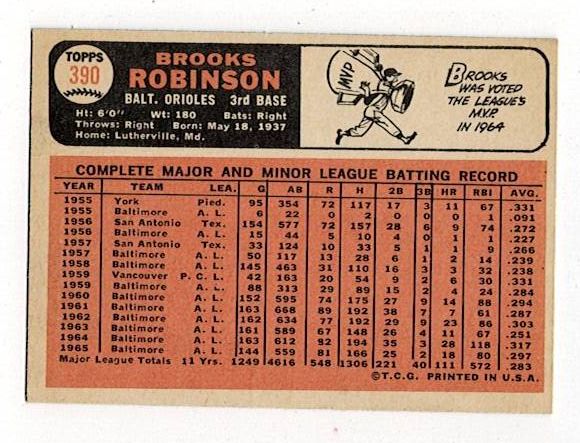 TOPPS
390
BROOKS
ROBINSON
BALT. ORIOLES 3rd BASE
Ht: 6'0" Wt: 180 Bats: Right
Throws: Right Born: May 18, 1937
Home: Lutherville, Md.
MVP
BROOKS
WAS VOTED
THE LEAGUE'S
M.V.P.
IN 1964
COMPLETE MAJOR AND MINOR LEAGUE BATTING RECORD
YEAR TEAM LEA. G AB R H 2B 3B HR RBI AVG.
1955 York Pied. 95 354 72 117 17 3 11 67 .331
1955 Baltimore A. L. 6 22 0 2 0 0 0 1 .091
1956 San Antonio Tex. 154 577 72 157 28 6 9 74 .272
1956 Baltimore A. L. 15 44 5 10 4 0 1 1 .227
1957 San Antonio Tex. 33 124 10 33 5 1 1 9 .266
1957 Baltimore A. L. 50 117 13 28 6 1 2 14 .239
1958 Baltimore A. L. 145 463 31 110 16 3 3 32 .238
1959 Vancouver P. C. L. 42 163 20 54 9 2 6 30 .331
1959 Baltimore A. L. 88 313 29 89 15 2 4 24 .284
1960 Baltimore A. L. 152 595 74 175 27 9 14 88 .294
1961 Baltimore A. L. 163 668 89 192 38 7 7 61 .287
1962 Baltimore A. L. 162 634 77 192 29 9 23 86 .303
1963 Baltimore A. L. 161 589 67 148 26 4 11 67 .251
1964 Baltimore A. L. 163 612 82 194 35 3 28 118 .317
1965 Baltimore A. L. 144 559 81 166 25 2 18 80 .297
Major League Totals 11 Yrs. 1249 4616 548 1306 221 40 111 572 .283
©T.C.G. PRINTED IN U.S.A.